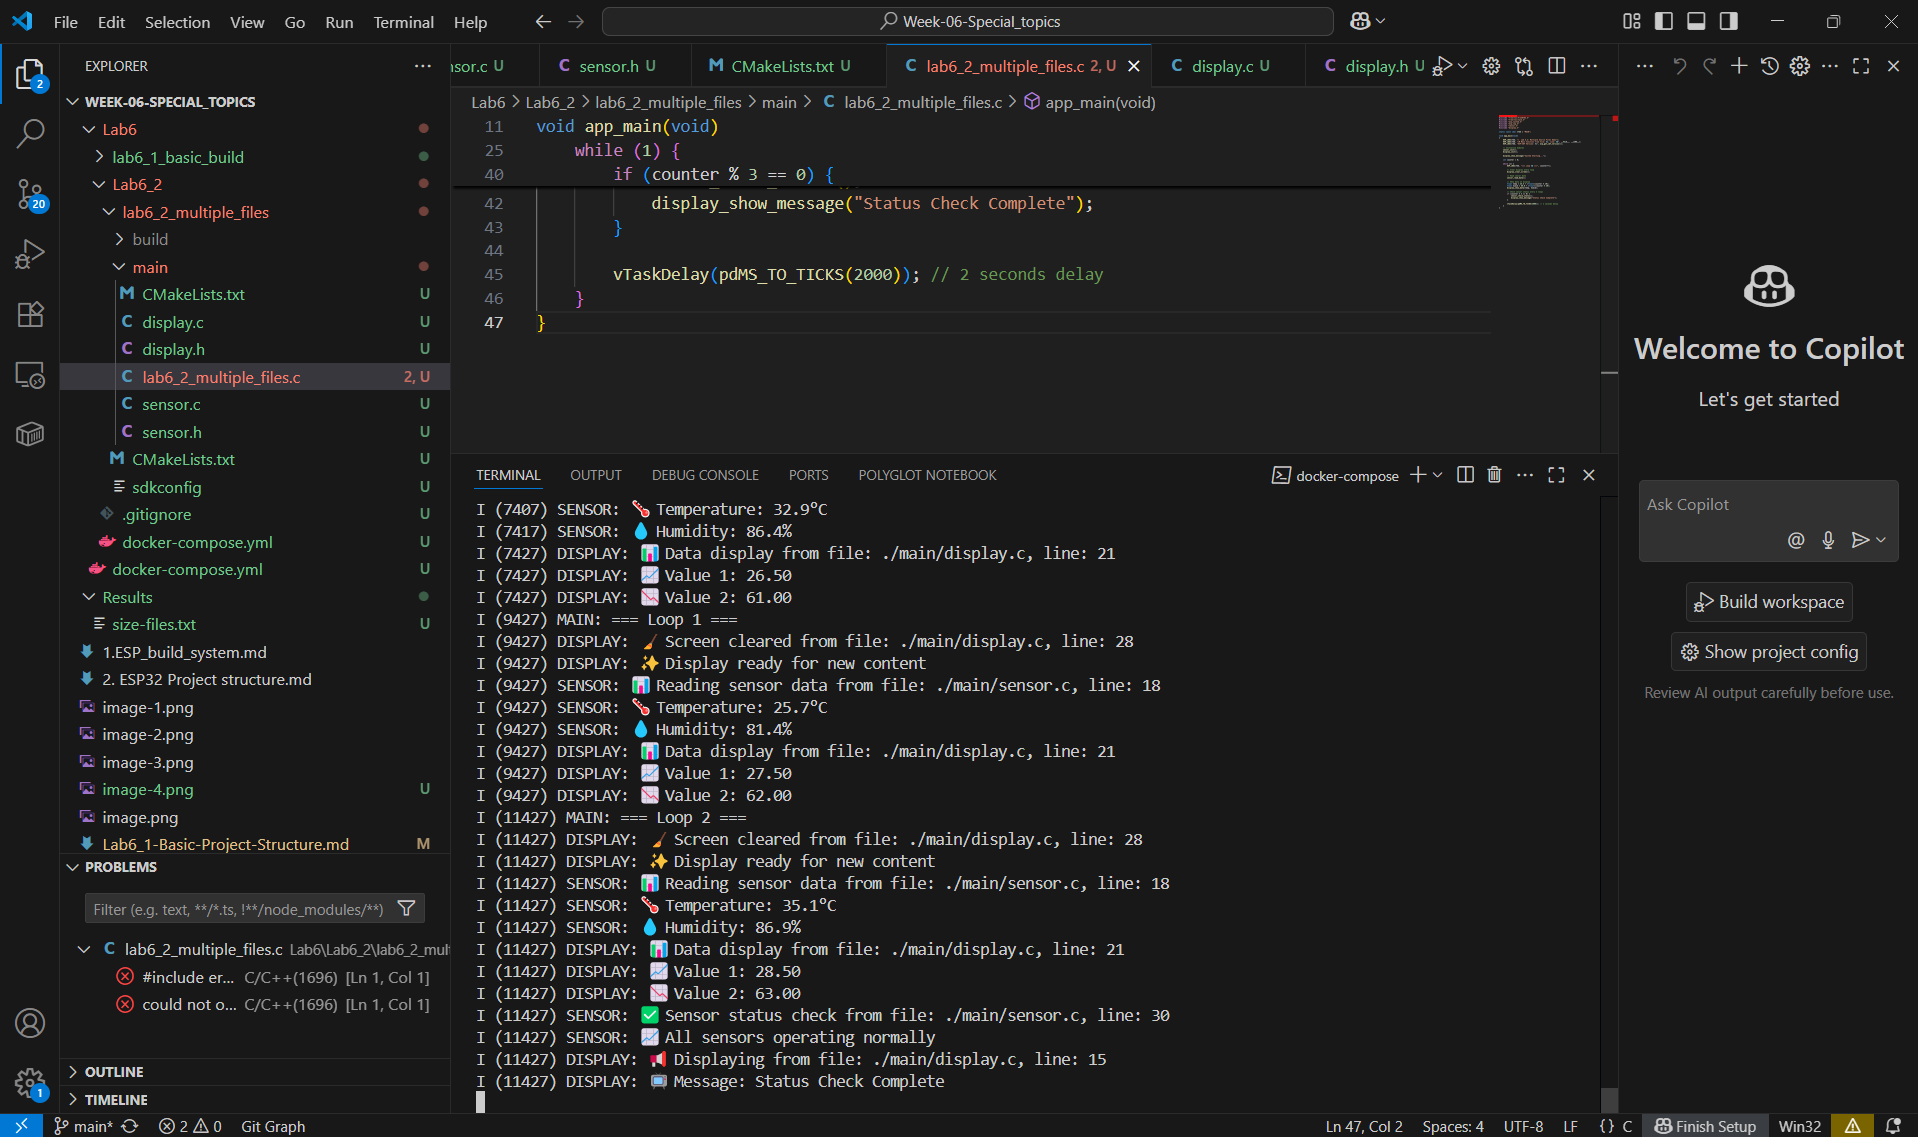 File Edit Selection View Go Run Terminal Help
Week-06-Special_topics
EXPLORER
WEEK-06-SPECIAL_TOPICS
Lab6
lab6_1_basic_build
Lab6_2
lab6_2_multiple_files
build
main
CMakeLists.txt U
display.c U
display.h U
lab6_2_multiple_files.c 2, U
sensor.c U
sensor.h U
CMakeLists.txt U
sdkconfig U
.gitignore U
docker-compose.yml U
docker-compose.yml U
Results
size-files.txt U
1.ESP_build_system.md
2. ESP32 Project structure.md
image-1.png
image-2.png
image-3.png
image-4.png U
image.png
Lab6_1-Basic-Project-Structure.md M
PROBLEMS
Filter (e.g. text, **/*.ts, !**/node_modules/**)
lab6_2_multiple_files.c Lab6\Lab6_2\lab6_2_mul
#include er... C/C++(1696) [Ln 1, Col 1]
could not o... C/C++(1696) [Ln 1, Col 1]
OUTLINE
TIMELINE
2
20
1
nsor.c U
sensor.h U
CMakeLists.txt U
lab6_2_multiple_files.c 2, U
display.c U
display.h U
Lab6 > Lab6_2 > lab6_2_multiple_files > main > lab6_2_multiple_files.c > app_main(void)
11 void app_main(void)
25 while (1) {
40 if (counter % 3 == 0) {
42 display_show_message("Status Check Complete");
43 }
44
45 vTaskDelay(pdMS_TO_TICKS(2000)); // 2 seconds delay
46 }
47 }
TERMINAL OUTPUT DEBUG CONSOLE PORTS POLYGLOT NOTEBOOK
docker-compose
I (7407) SENSOR: 🌡️ Temperature: 32.9°C
I (7417) SENSOR: 💧 Humidity: 86.4%
I (7427) DISPLAY: 📊 Data display from file: ./main/display.c, line: 21
I (7427) DISPLAY: 📈 Value 1: 26.50
I (7427) DISPLAY: 📉 Value 2: 61.00
I (9427) MAIN: === Loop 1 ===
I (9427) DISPLAY: 🧹 Screen cleared from file: ./main/display.c, line: 28
I (9427) DISPLAY: ✨ Display ready for new content
I (9427) SENSOR: 📊 Reading sensor data from file: ./main/sensor.c, line: 18
I (9427) SENSOR: 🌡️ Temperature: 25.7°C
I (9427) SENSOR: 💧 Humidity: 81.4%
I (9427) DISPLAY: 📊 Data display from file: ./main/display.c, line: 21
I (9427) DISPLAY: 📈 Value 1: 27.50
I (9427) DISPLAY: 📉 Value 2: 62.00
I (11427) MAIN: === Loop 2 ===
I (11427) DISPLAY: 🧹 Screen cleared from file: ./main/display.c, line: 28
I (11427) DISPLAY: ✨ Display ready for new content
I (11427) SENSOR: 📊 Reading sensor data from file: ./main/sensor.c, line: 18
I (11427) SENSOR: 🌡️ Temperature: 35.1°C
I (11427) SENSOR: 💧 Humidity: 86.9%
I (11427) DISPLAY: 📊 Data display from file: ./main/display.c, line: 21
I (11427) DISPLAY: 📈 Value 1: 28.50
I (11427) DISPLAY: 📉 Value 2: 63.00
I (11427) SENSOR: ✅ Sensor status check from file: ./main/sensor.c, line: 30
I (11427) SENSOR: 📈 All sensors operating normally
I (11427) DISPLAY: 📢 Displaying from file: ./main/display.c, line: 15
I (11427) DISPLAY: 📺 Message: Status Check Complete
Welcome to Copilot
Let's get started
Ask Copilot
Build workspace
Show project config
Review AI output carefully before use.
main* 2 0 Git Graph
Ln 47, Col 2 Spaces: 4 UTF-8 LF {} C Finish Setup Win32